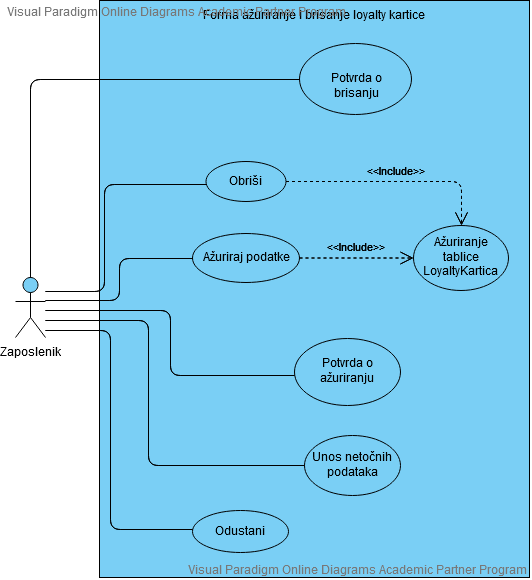 Visual Paradigm Online Diagrams Academic Partner Program
Forma ažuriranje i brisanje loyalty kartice
Potvrda o
brisanju
<<Include>>
Obriši
Ažuriranje
tablice
LoyaltyKartica
<<Include>>
Ažuriraj podatke
Zaposlenik
Potvrda o
ažuriranju
Unos netočnih
podataka
Odustani
Visual Paradigm Online Diagrams Academic Partner Program